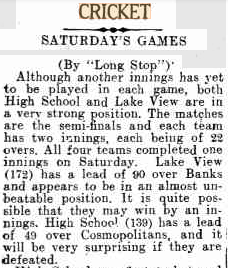 CRICKET
SATURDAY'S GAMES
(By "Long Stop")'
Although another innings has yet
to be played in each game, both
High School and Lake View are in
a very strong position. The matches
are the semi-finals and each team
has two innings, each being of 22
overs. All four teams completed one
innings on Saturday. Lake View
(172) has a lead of 90 over Banks
and appears to be in an almost un-
beatable position. It is quite pos-
sible that they may win by an in-
nings. High School (139) has a lead
of 49 over Cosmopolitans, and it
will be very surprising if they are
defeated.